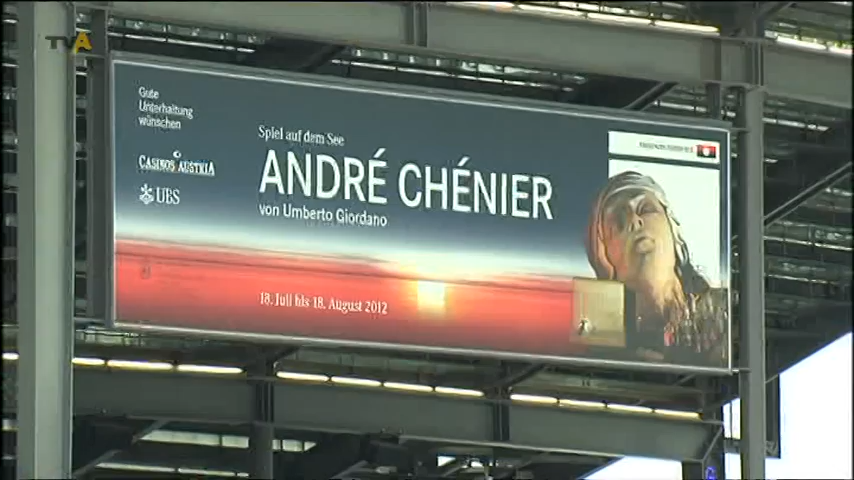 TVA
Gute
Unterhaltung
wünschen
CASINOS AUSTRIA
UBS
Spiel auf dem See
ANDRÉ CHÉNIER
von Umberto Giordano
18. Juli bis 18. August 2012